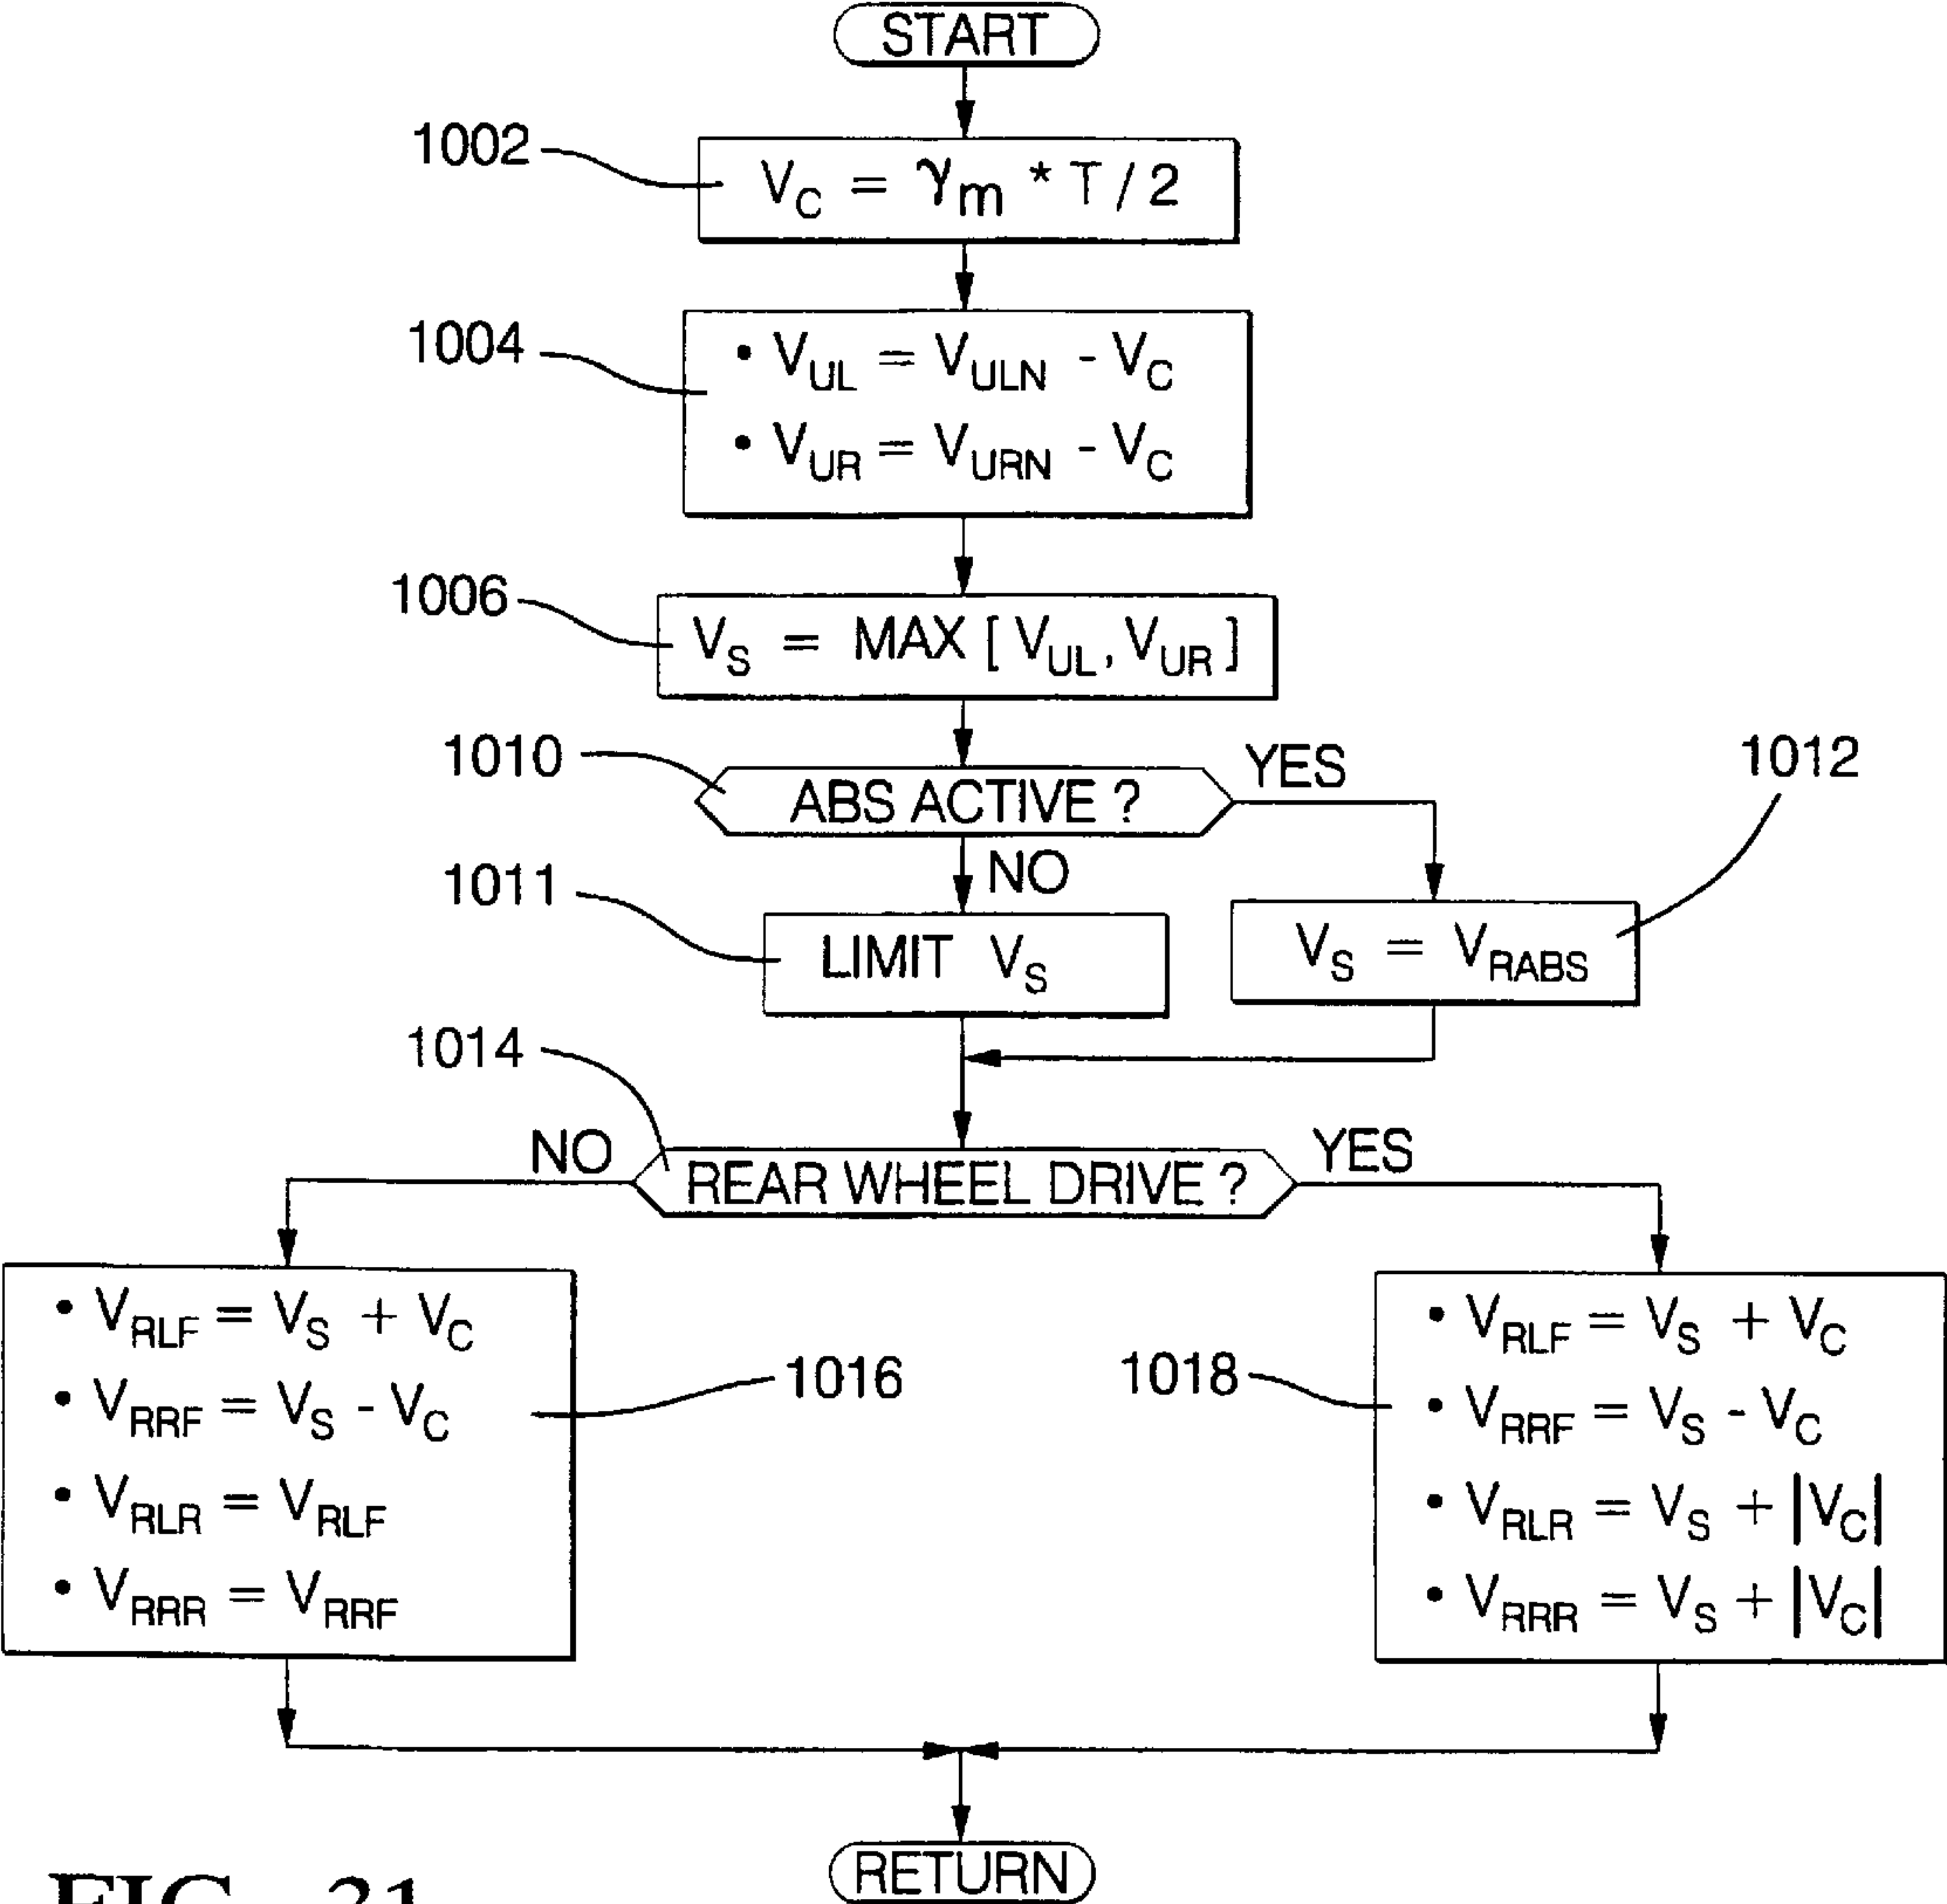 START
1002
V_C = γ_m * T / 2
1004
• V_UL = V_ULN - V_C
• V_UR = V_URN - V_C
1006
V_S = MAX [ V_UL, V_UR ]
1010
ABS ACTIVE ?
YES
1012
NO
1011
LIMIT V_S
V_S = V_RABS
1014
NO
REAR WHEEL DRIVE ?
YES
• V_RLF = V_S + V_C
• V_RRF = V_S - V_C
• V_RLR = V_RLF
• V_RRR = V_RRF
1016
1018
• V_RLF = V_S + V_C
• V_RRF = V_S - V_C
• V_RLR = V_S + |V_C|
• V_RRR = V_S + |V_C|
RETURN